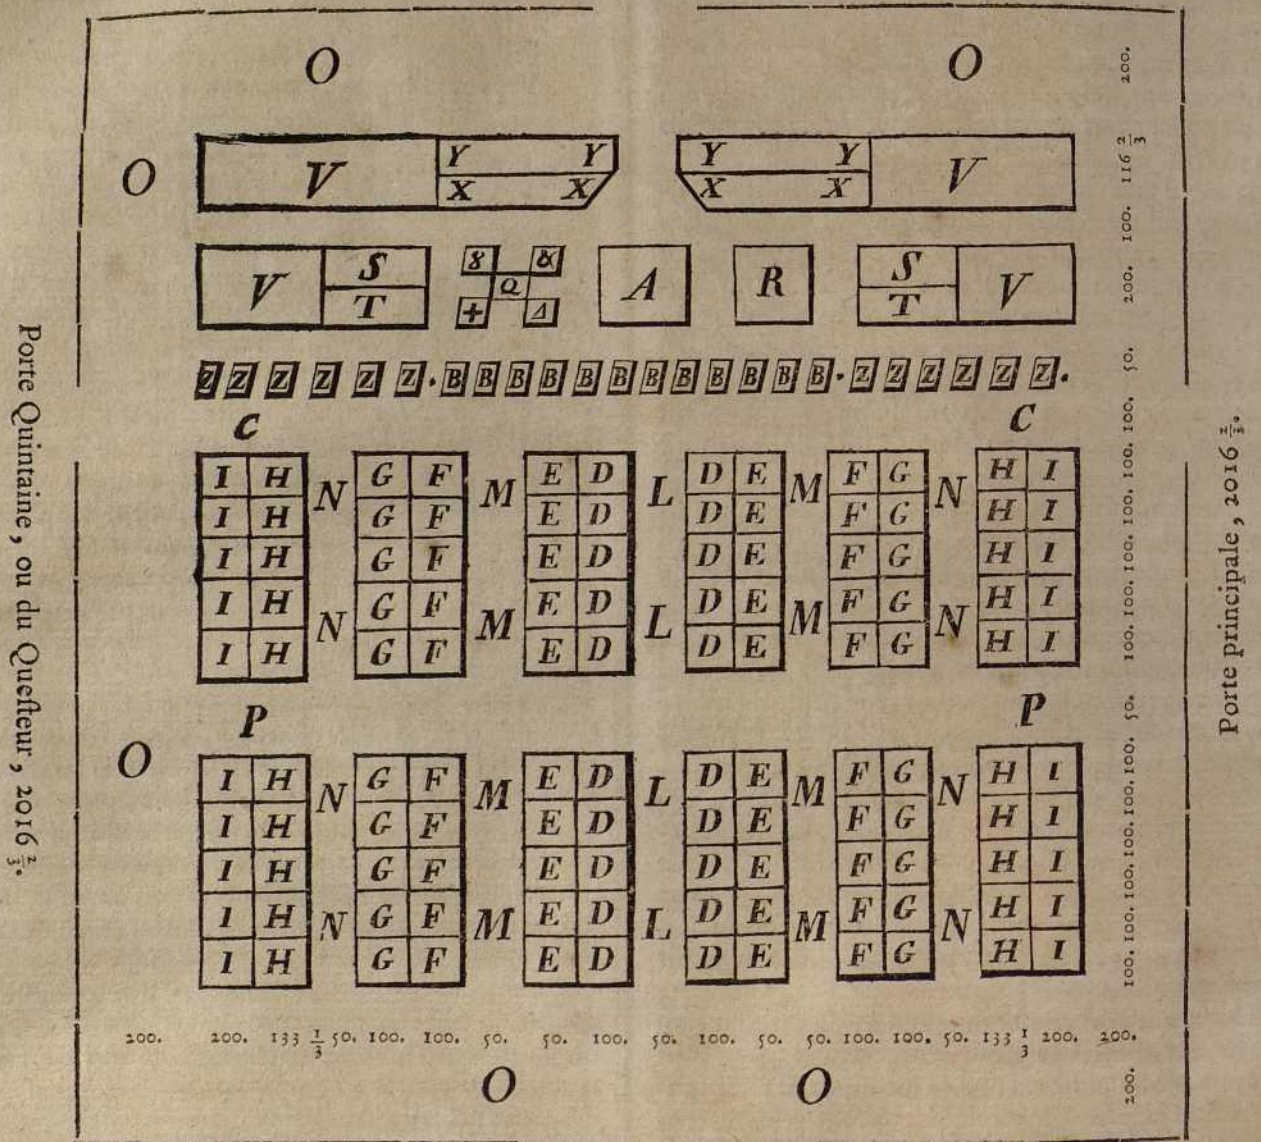 O O 200.
O V Y Y X X Y Y X X V 116 2/3
100.
V S T 8 & Q + Δ A R S T V 200.
Z Z Z Z Z Z . B B B B B B B B B B B B . Z Z Z Z Z Z . 50.
C C 100.
I H N G F M E D L D E M F G N H I 100.
I H G F E D D E F G H I 100.
I H G F E D D E F G H I 100.
I H N G F M E D L D E M F G N H I 100.
I H G F E D D E F G H I 100.
P P 50.
O
I H N G F M E D L D E M F G N H I 100.
I H G F E D D E F G H I 100.
I H G F E D D E F G H I 100.
I H N G F M E D L D E M F G N H I 100.
I H G F E D D E F G H I 100.
200. 200. 133 1/3 50. 100. 100. 50. 50. 100. 50. 100. 50. 50. 100. 100. 50. 133 1/3 200. 200.
O O 200.
Porte Quintaine, ou du Queſteur, 2016 2/3.
Porte principale, 2016 2/3.